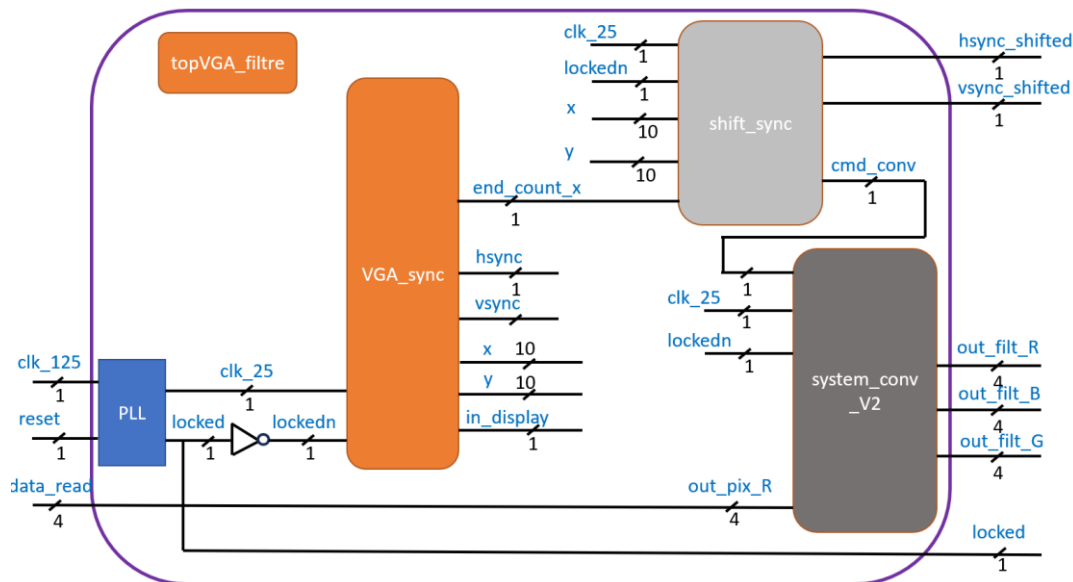 topVGA_filtre
clk_25
1
lockedn
1
x
10
y
10
shift_sync
hsync_shifted
1
vsync_shifted
1
cmd_conv
1
end_count_x
1
VGA_sync
hsync
1
vsync
x
10
y
10
in_display
1
clk_125
1
reset
1
PLL
clk_25
1
locked
1
lockedn
1
1
clk_25
1
lockedn
1
system_conv
_V2
out_filt_R
4
out_filt_B
4
out_filt_G
4
data_read
4
out_pix_R
4
locked
1